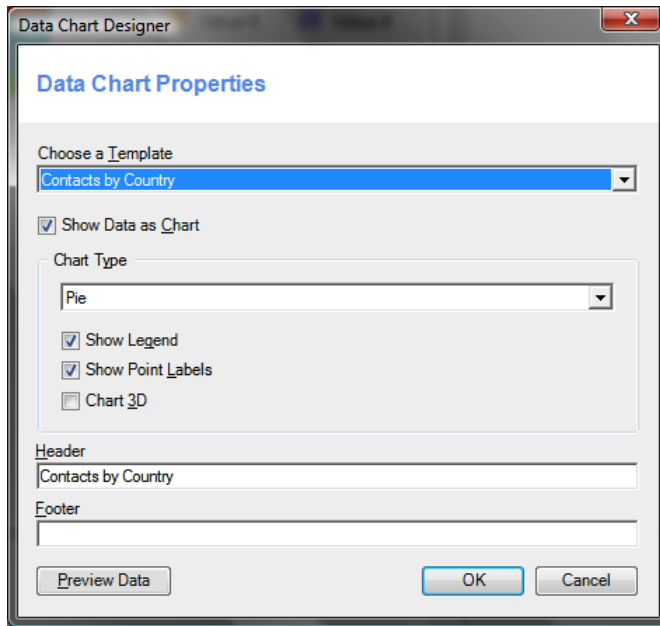 Data Chart Designer
Data Chart Properties
Choose a Template
Contacts by Country
Show Data as Chart
Chart Type
Pie
Show Legend
Show Point Labels
Chart 3D
Header
Contacts by Country
Footer
Preview Data OK Cancel